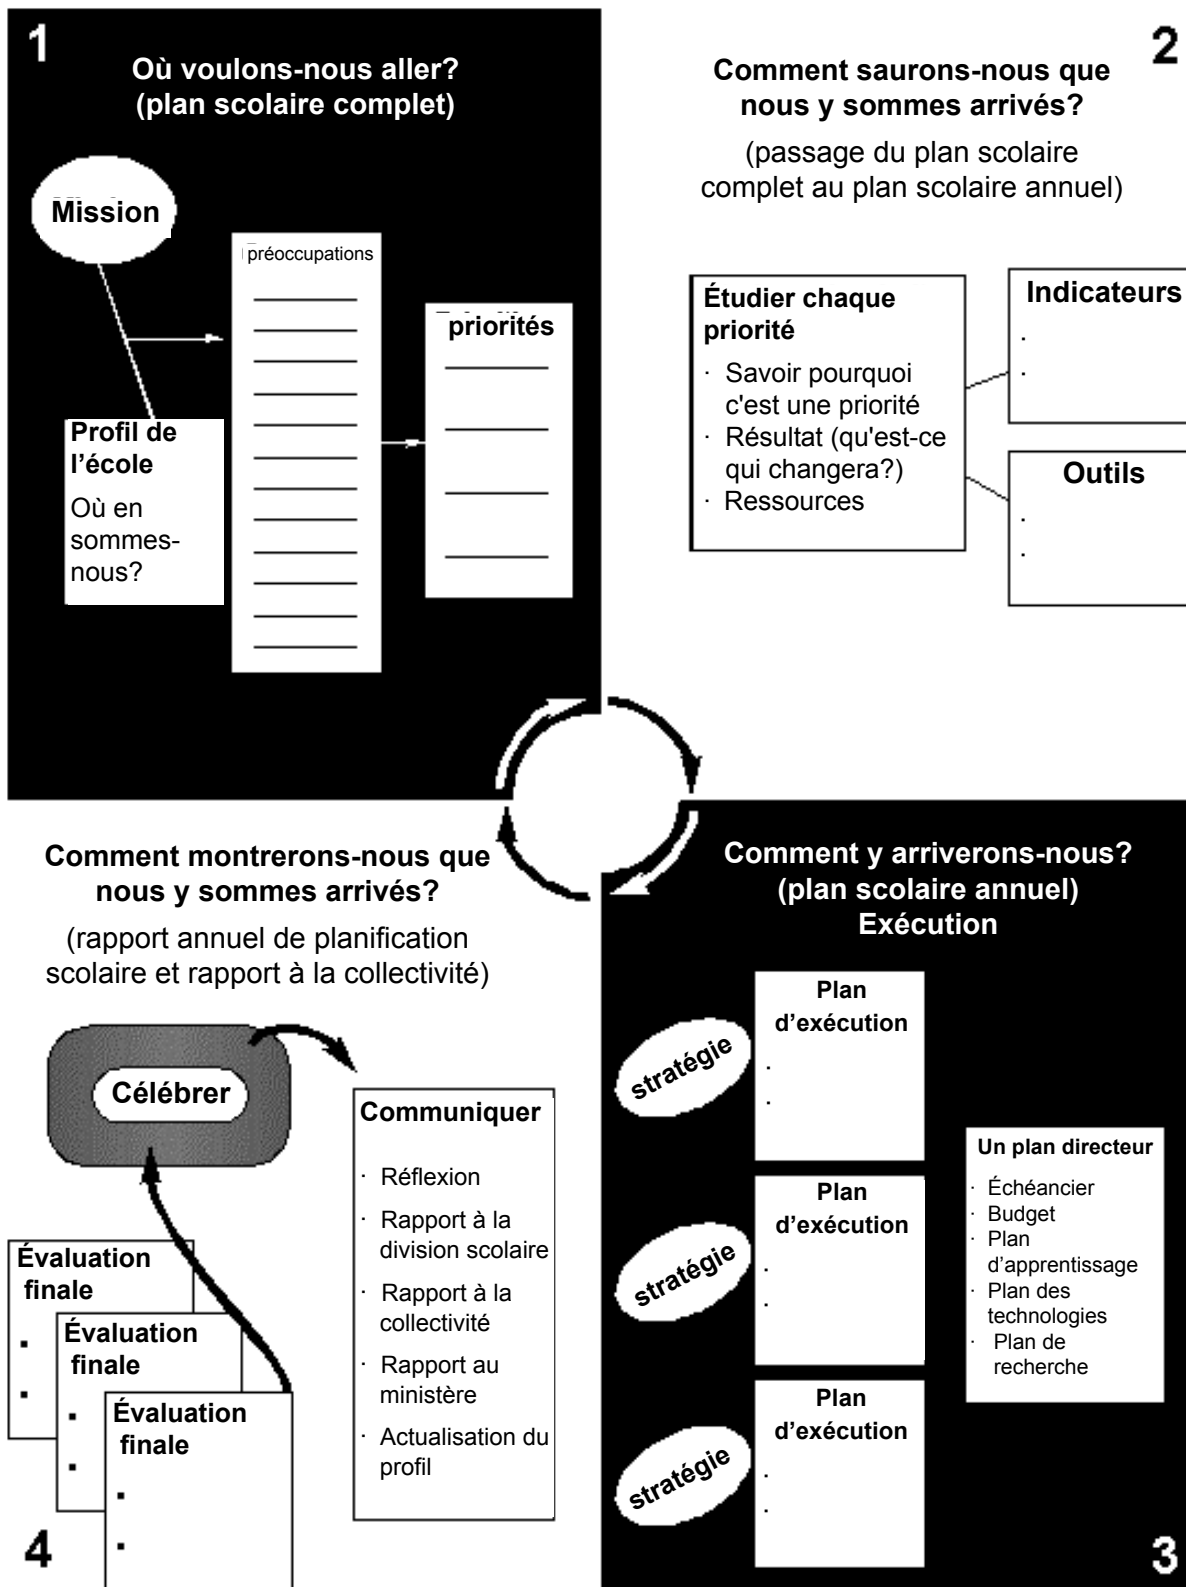 1
Où voulons-nous aller?
(plan scolaire complet)
Mission
préoccupations
priorités
Profil de
l’école
Où en
sommes-
nous?
2
Comment saurons-nous que
nous y sommes arrivés?
(passage du plan scolaire
complet au plan scolaire annuel)
Étudier chaque
priorité
· Savoir pourquoi
c'est une priorité
· Résultat (qu'est-ce
qui changera?)
· Ressources
Indicateurs
.
.
Outils
.
.
Comment y arriverons-nous?
(plan scolaire annuel)
Exécution
stratégie
Plan
d’exécution
.
.
stratégie
Plan
d’exécution
.
.
stratégie
Plan
d’exécution
.
.
Un plan directeur
· Échéancier
· Budget
· Plan
d’apprentissage
· Plan des
technologies
· Plan de
recherche
3
Comment montrerons-nous que
nous y sommes arrivés?
(rapport annuel de planification
scolaire et rapport à la collectivité)
Célébrer
Communiquer
· Réflexion
· Rapport à la
division scolaire
· Rapport à la
collectivité
· Rapport au
ministère
· Actualisation du
profil
Évaluation
finale
▪
▪
Évaluation
finale
▪
▪
Évaluation
finale
▪
▪
4